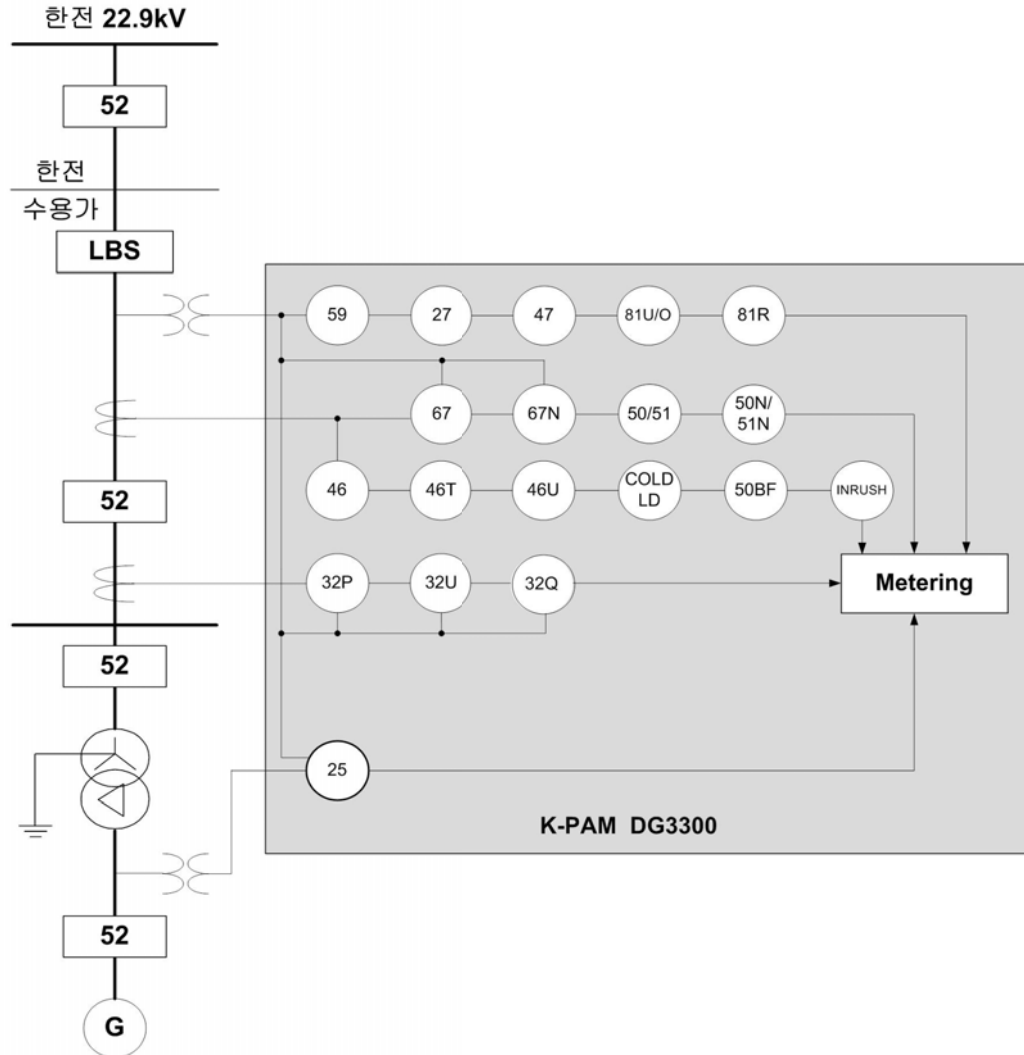 한전 22.9kV
52
한전
수용가
LBS
59
27
47
81U/O
81R
67
67N
50/51
50N/
51N
52
46
46T
46U
COLD
LD
50BF
INRUSH
32P
32U
32Q
Metering
52
25
K-PAM DG3300
52
G